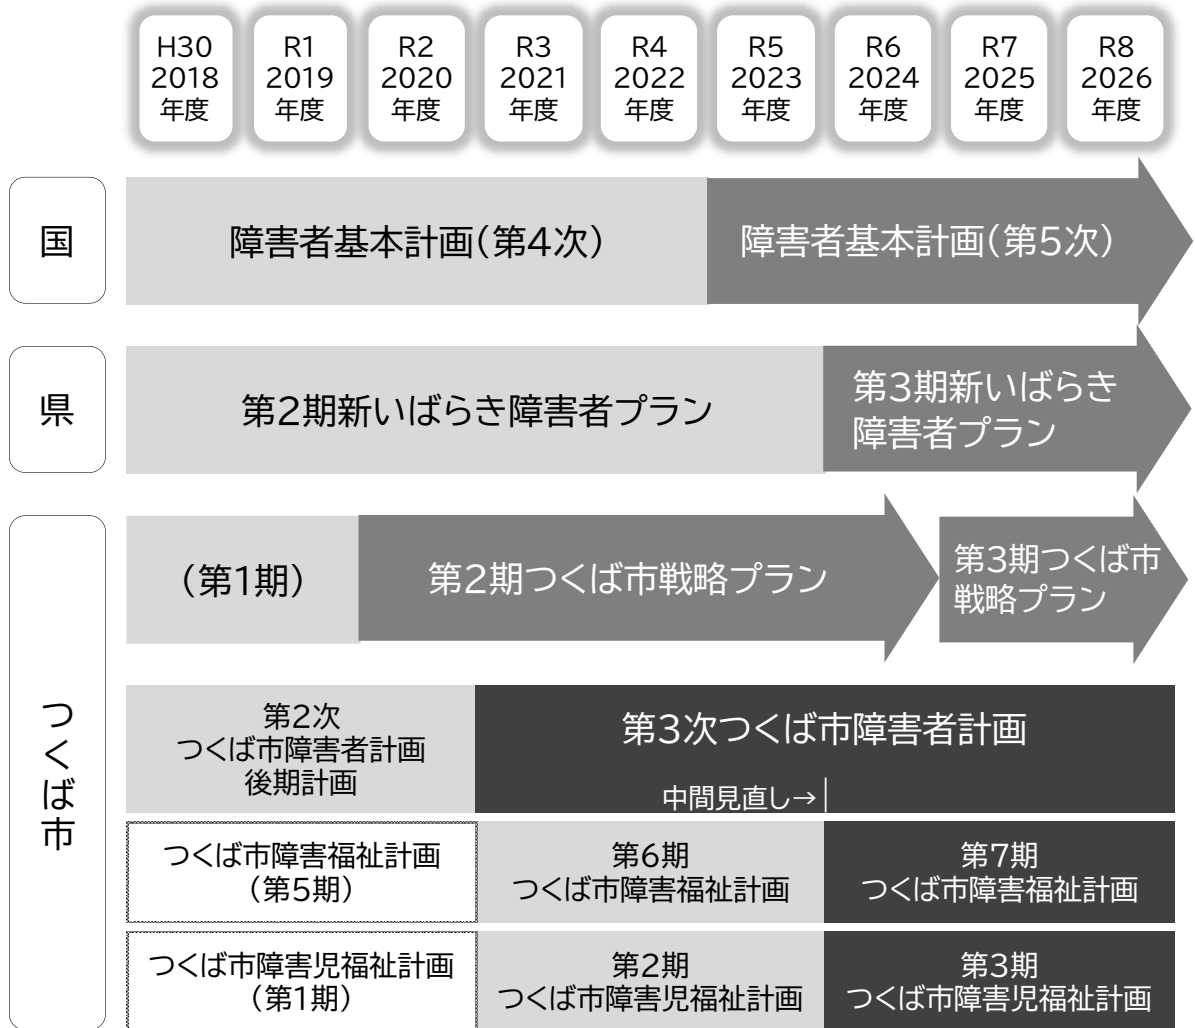 H30
2018
年度
R1
2019
年度
R2
2020
年度
R3
2021
年度
R4
2022
年度
R5
2023
年度
R6
2024
年度
R7
2025
年度
R8
2026
年度
国
障害者基本計画(第4次)
障害者基本計画(第5次)
県
第2期新いばらき障害者プラン
第3期新いばらき
障害者プラン
つくば市
(第1期)
第2期つくば市戦略プラン
第3期つくば市
戦略プラン
第2次
つくば市障害者計画
後期計画
第3次つくば市障害者計画
中間見直し→|
つくば市障害福祉計画
(第5期)
第6期
つくば市障害福祉計画
第7期
つくば市障害福祉計画
つくば市障害児福祉計画
(第1期)
第2期
つくば市障害児福祉計画
第3期
つくば市障害児福祉計画